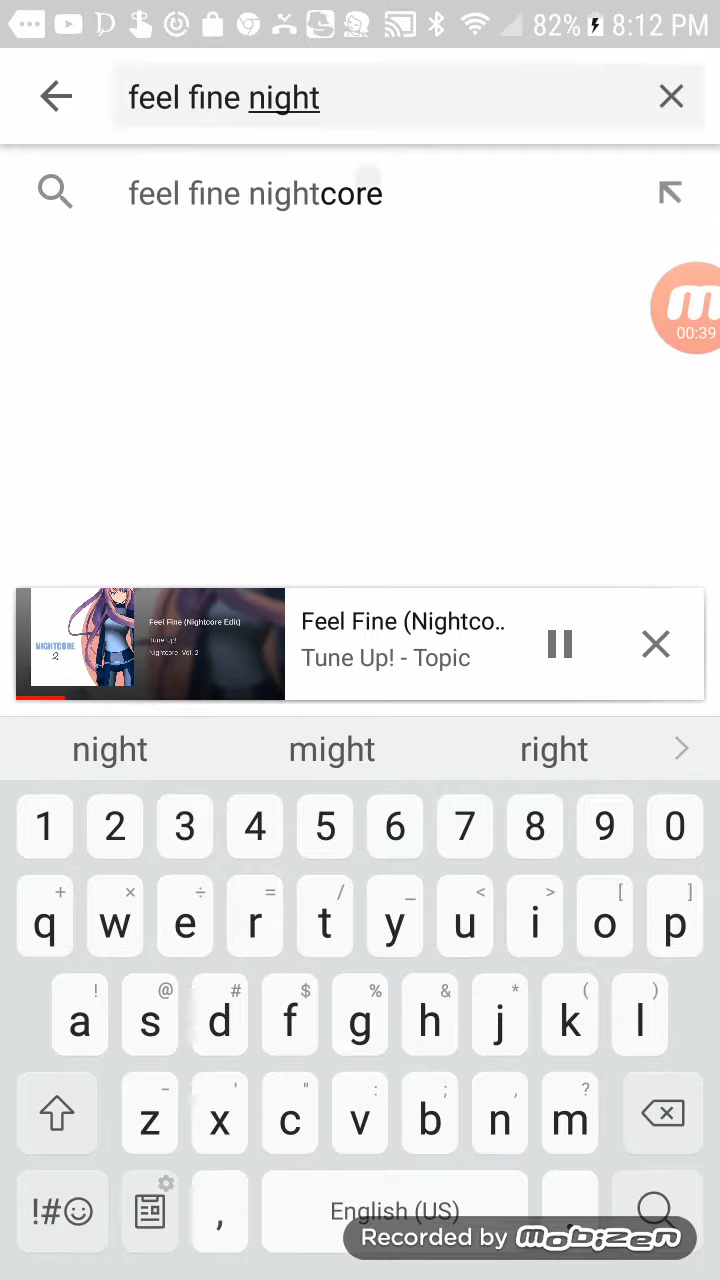 82% 8:12 PM
feel fine night
feel fine nightcore
m
00:39
Feel Fine (Nightcore Edit)
Tune Up!
Nightcore, Vol. 2
NIGHTCORE
2
Feel Fine (Nightco..
Tune Up! - Topic
night might right
1 2 3 4 5 6 7 8 9 0
+ × ÷ = / _ < > [ ]
q w e r t y u i o p
! @ # $ % & * ( )
a s d f g h j k l
- ' " : ; , ?
z x c v b n m
!#☺ , English (US) .
Recorded by mobizen